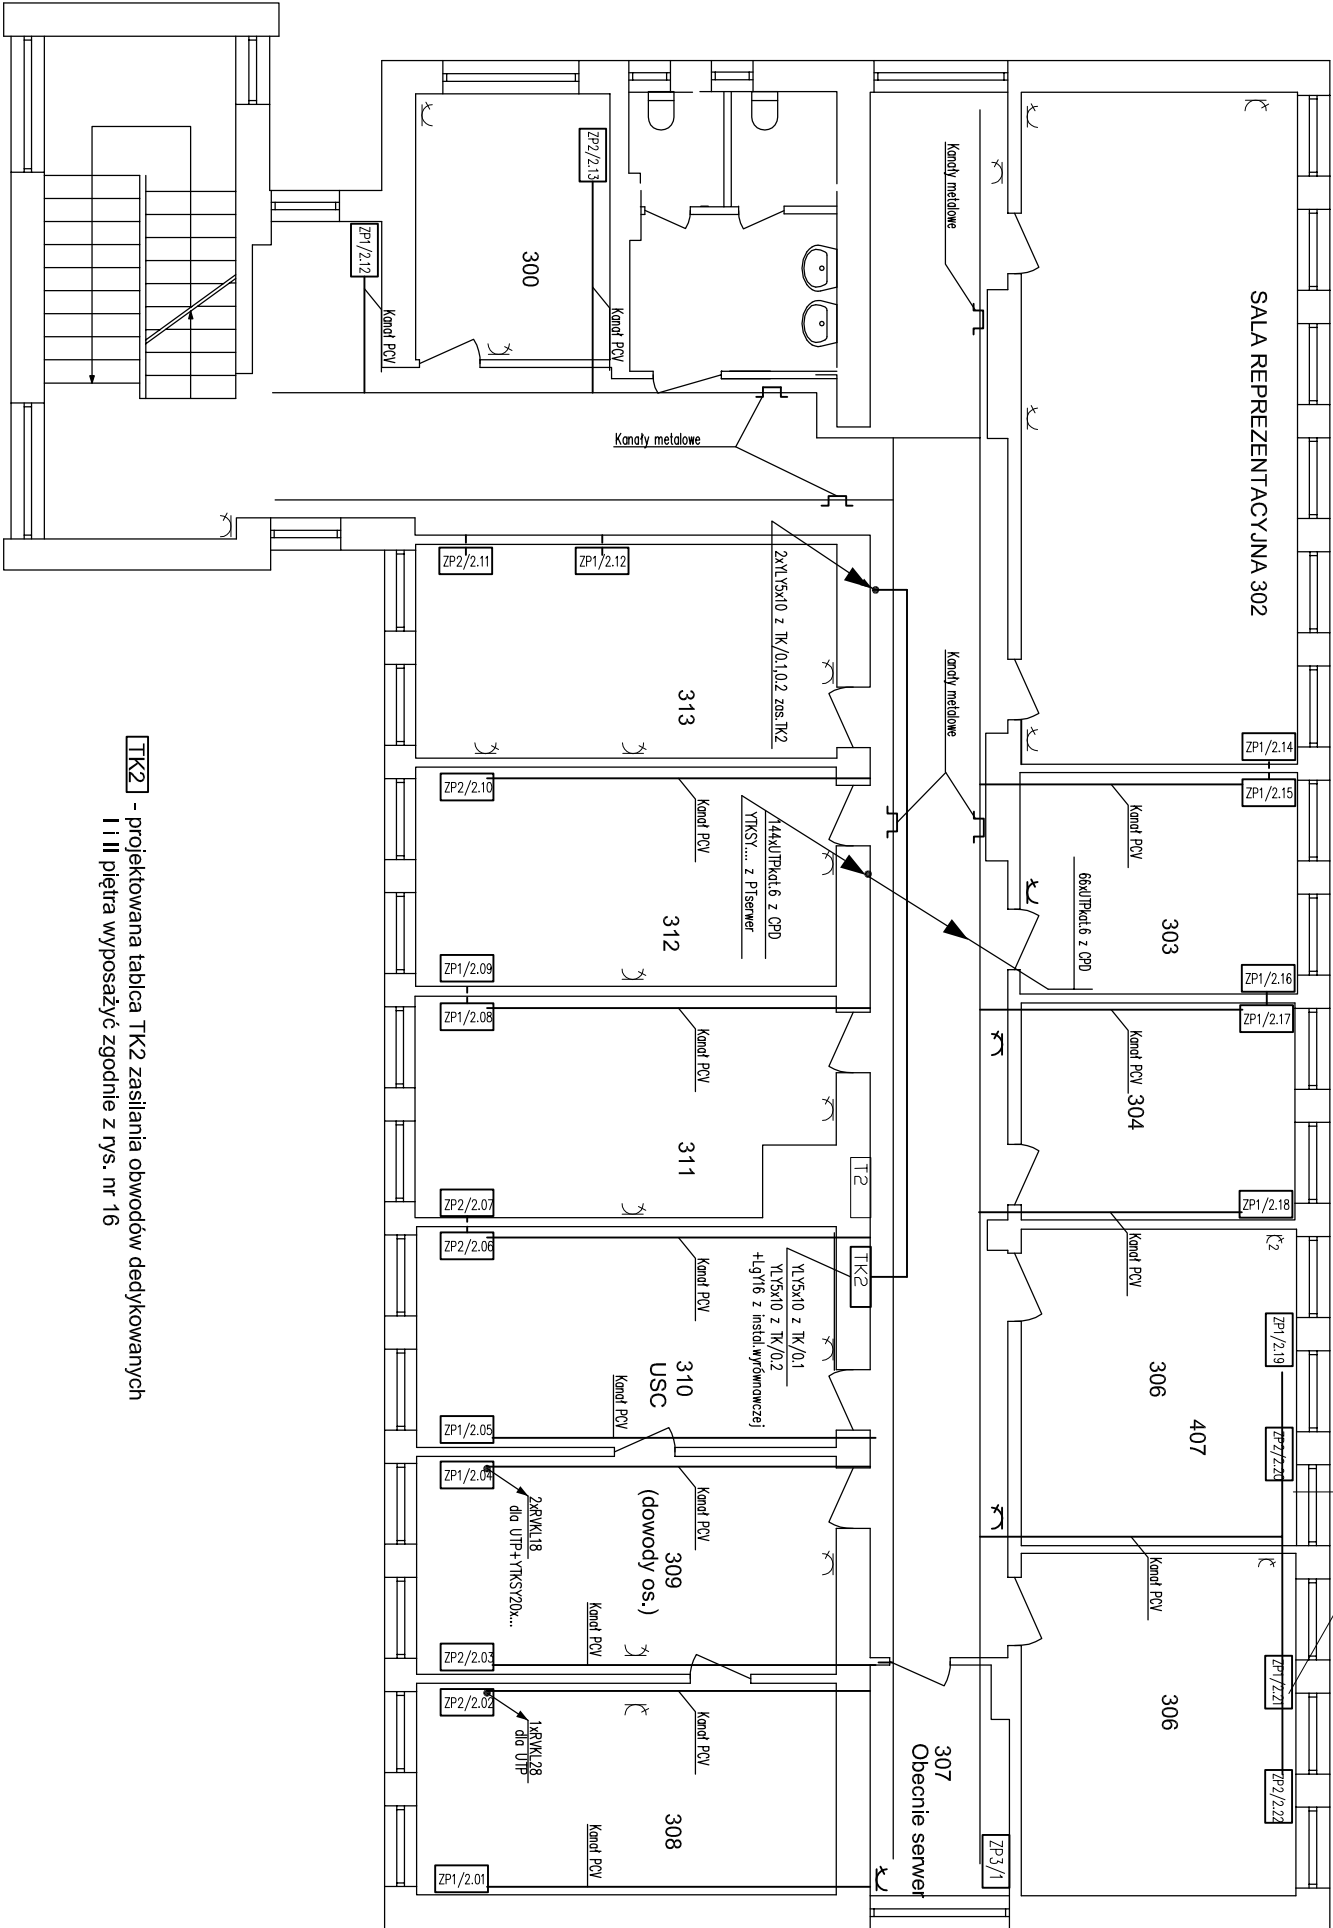 SALA REPREZENTACYJNA 302
Kanały metalowe
ZP2/2.13
300
ZP1/2.12
Kanał PCV
Kanał PCV
Kanały metalowe
ZP2/2.11
ZP1/2.12
2xYLY5x10 z TK/0.1,0.2 zas.TK2
313
Kanały metalowe
ZP1/2.14
ZP1/2.15
Kanał PCV
66xUTPkat.6 z CPD
303
ZP1/2.16
ZP1/2.17
Kanał PCV
304
ZP1/2.18
Kanał PCV
2
ZP1/2.19
306
407
ZP2/2.20
Kanał PCV
ZP1/2.21
306
ZP2/2.22
ZP2/2.10
Kanał PCV
144xUTPkat.6 z CPD
YTKSY.... z PTserwer
312
ZP1/2.09
ZP1/2.08
Kanał PCV
311
T2
ZP2/2.07
ZP2/2.06
Kanał PCV
TK2
YLY5x10 z TK/0.1
YLY5x10 z TK/0.2
+LgY16 z instal.wyrównawczej
310
USC
Kanał PCV
ZP1/2.05
ZP1/2.04
Kanał PCV
2xRVKL18
dla UTP+YTKSY20x...
309
(dowody os.)
Kanał PCV
ZP2/2.03
ZP2/2.02
Kanał PCV
1xRVKL28
dla UTP
308
Kanał PCV
ZP1/2.01
307
Obecnie serwer
ZP3/1
TK2 - projektowana tablca TK2 zasilania obwodów dedykowanych
I i II piętra wyposażyć zgodnie z rys. nr 16